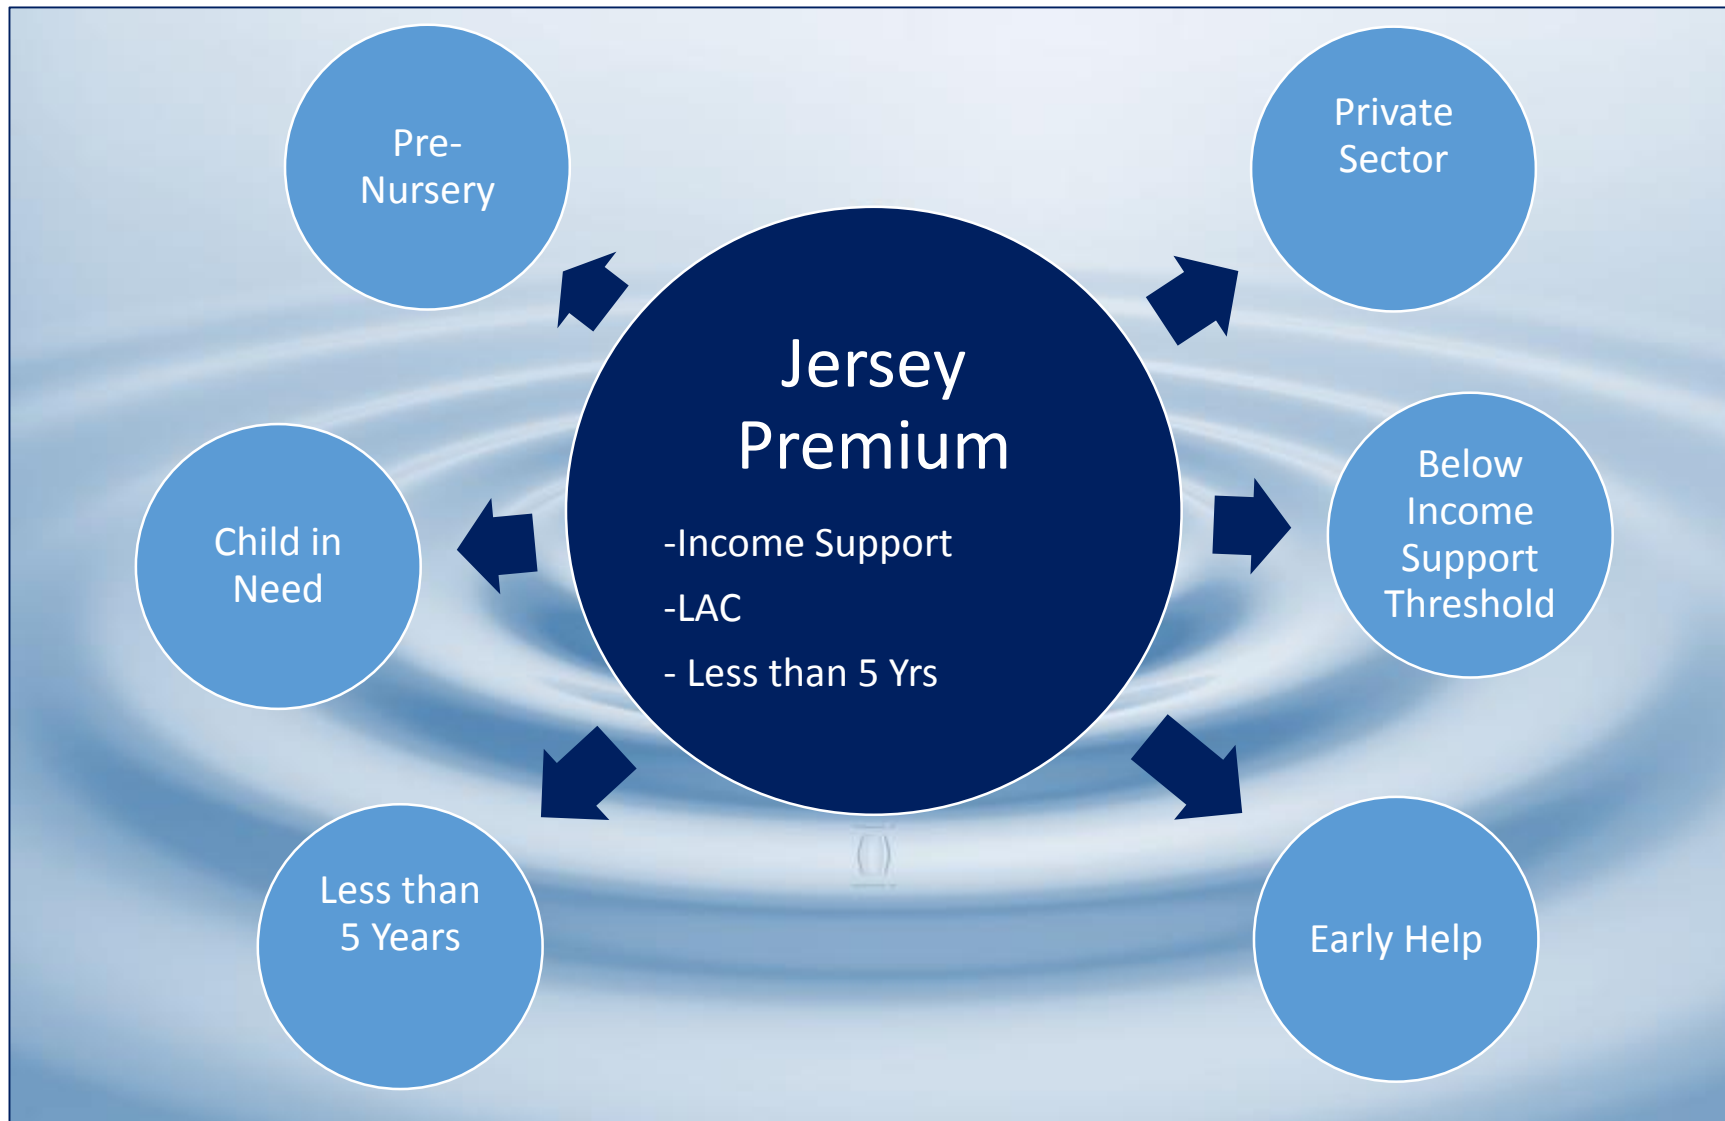 Pre-
Nursery
Private
Sector
Jersey
Premium
-Income Support
-LAC
- Less than 5 Yrs
Child in
Need
Below
Income
Support
Threshold
Less than
5 Years
Early Help